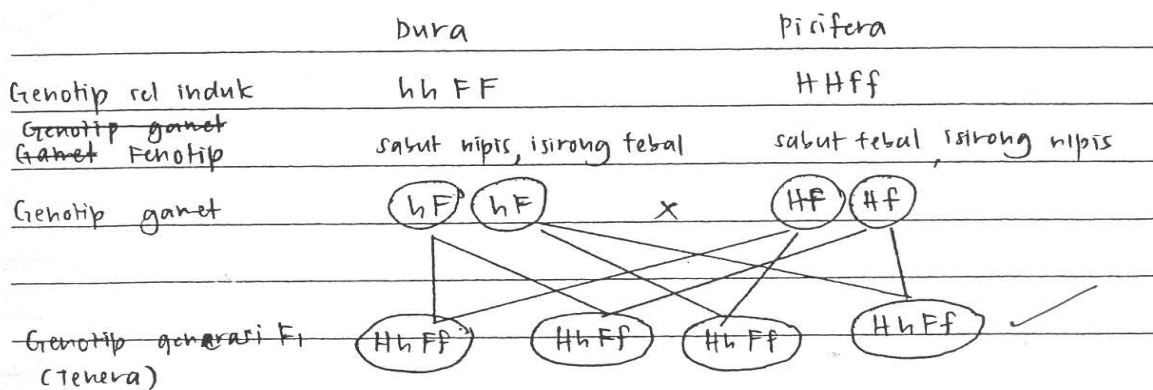 Dura Pisifera
Genotip sel induk hh FF HHff
Genotip gamet
Gamet Fenotip sabut nipis, isirong tebal sabut tebal, isirong nipis
Genotip gamet hF hF x Hf Hf
Genotip generasi F1 HhFf HhFf HhFf HhFf
(Tenera)